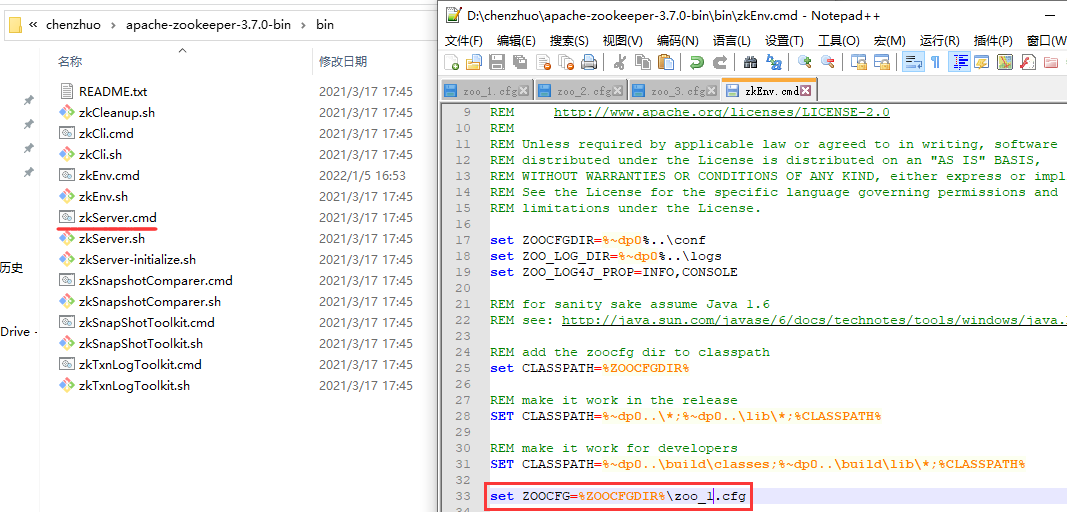 « chenzhuo › apache-zookeeper-3.7.0-bin › bin
名称 修改日期
README.txt 2021/3/17 17:45
zkCleanup.sh 2021/3/17 17:45
zkCli.cmd 2021/3/17 17:45
zkCli.sh 2021/3/17 17:45
zkEnv.cmd 2022/1/5 16:53
zkEnv.sh 2021/3/17 17:45
zkServer.cmd 2021/3/17 17:45
zkServer.sh 2021/3/17 17:45
zkServer-initialize.sh 2021/3/17 17:45
zkSnapshotComparer.cmd 2021/3/17 17:45
zkSnapshotComparer.sh 2021/3/17 17:45
zkSnapShotToolkit.cmd 2021/3/17 17:45
zkSnapShotToolkit.sh 2021/3/17 17:45
zkTxnLogToolkit.cmd 2021/3/17 17:45
zkTxnLogToolkit.sh 2021/3/17 17:45
历史
Drive -
D:\chenzhuo\apache-zookeeper-3.7.0-bin\bin\zkEnv.cmd - Notepad++
文件(F) 编辑(E) 搜索(S) 视图(V) 编码(N) 语言(L) 设置(T) 工具(O) 宏(M) 运行(R) 插件(P) 窗口(W
zoo_1.cfg zoo_2.cfg zoo_3.cfg zkEnv.cmd
9 REM http://www.apache.org/licenses/LICENSE-2.0
10 REM
11 REM Unless required by applicable law or agreed to in writing, software
12 REM distributed under the License is distributed on an "AS IS" BASIS,
13 REM WITHOUT WARRANTIES OR CONDITIONS OF ANY KIND, either express or impl
14 REM See the License for the specific language governing permissions and
15 REM limitations under the License.
16
17 set ZOOCFGDIR=%~dp0%..\conf
18 set ZOO_LOG_DIR=%~dp0%..\logs
19 set ZOO_LOG4J_PROP=INFO,CONSOLE
20
21 REM for sanity sake assume Java 1.6
22 REM see: http://java.sun.com/javase/6/docs/technotes/tools/windows/java.
23
24 REM add the zoocfg dir to classpath
25 set CLASSPATH=%ZOOCFGDIR%
26
27 REM make it work in the release
28 SET CLASSPATH=%~dp0..\*;%~dp0..\lib\*;%CLASSPATH%
29
30 REM make it work for developers
31 SET CLASSPATH=%~dp0..\build\classes;%~dp0..\build\lib\*;%CLASSPATH%
32
33 set ZOOCFG=%ZOOCFGDIR%\zoo_1.cfg